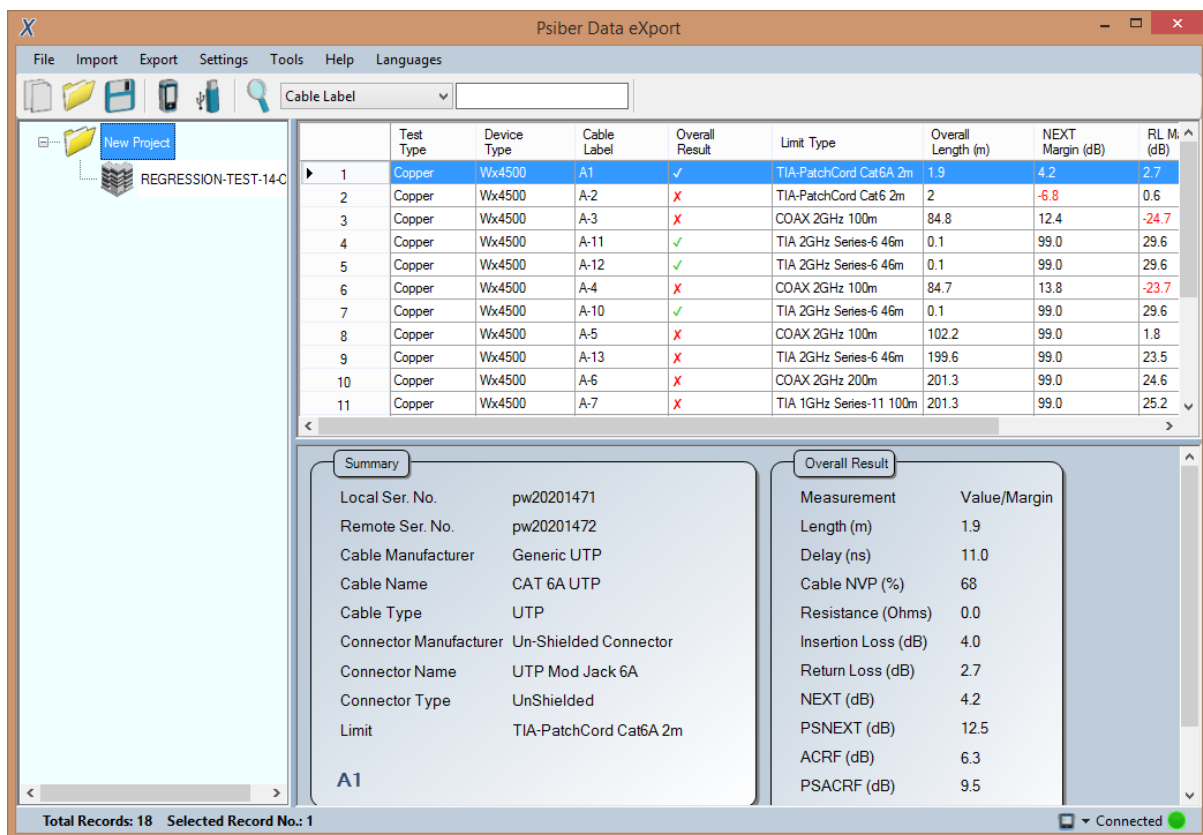 X Psiber Data eXport
File Import Export Settings Tools Help Languages
Cable Label
New Project
REGRESSION-TEST-14-C
Test Type Device Type Cable Label Overall Result Limit Type Overall Length (m) NEXT Margin (dB) RL Ma (dB)
1 Copper Wx4500 A1 ✓ TIA-PatchCord Cat6A 2m 1.9 4.2 2.7
2 Copper Wx4500 A-2 ✗ TIA-PatchCord Cat6 2m 2 -6.8 0.6
3 Copper Wx4500 A-3 ✗ COAX 2GHz 100m 84.8 12.4 -24.7
4 Copper Wx4500 A-11 ✓ TIA 2GHz Series-6 46m 0.1 99.0 29.6
5 Copper Wx4500 A-12 ✓ TIA 2GHz Series-6 46m 0.1 99.0 29.6
6 Copper Wx4500 A-4 ✗ COAX 2GHz 100m 84.7 13.8 -23.7
7 Copper Wx4500 A-10 ✓ TIA 2GHz Series-6 46m 0.1 99.0 29.6
8 Copper Wx4500 A-5 ✗ COAX 2GHz 100m 102.2 99.0 1.8
9 Copper Wx4500 A-13 ✗ TIA 2GHz Series-6 46m 199.6 99.0 23.5
10 Copper Wx4500 A-6 ✗ COAX 2GHz 200m 201.3 99.0 24.6
11 Copper Wx4500 A-7 ✗ TIA 1GHz Series-11 100m 201.3 99.0 25.2
Summary
Local Ser. No. pw20201471
Remote Ser. No. pw20201472
Cable Manufacturer Generic UTP
Cable Name CAT 6A UTP
Cable Type UTP
Connector Manufacturer Un-Shielded Connector
Connector Name UTP Mod Jack 6A
Connector Type UnShielded
Limit TIA-PatchCord Cat6A 2m
A1
Overall Result
Measurement Value/Margin
Length (m) 1.9
Delay (ns) 11.0
Cable NVP (%) 68
Resistance (Ohms) 0.0
Insertion Loss (dB) 4.0
Return Loss (dB) 2.7
NEXT (dB) 4.2
PSNEXT (dB) 12.5
ACRF (dB) 6.3
PSACRF (dB) 9.5
Total Records: 18 Selected Record No.: 1 Connected